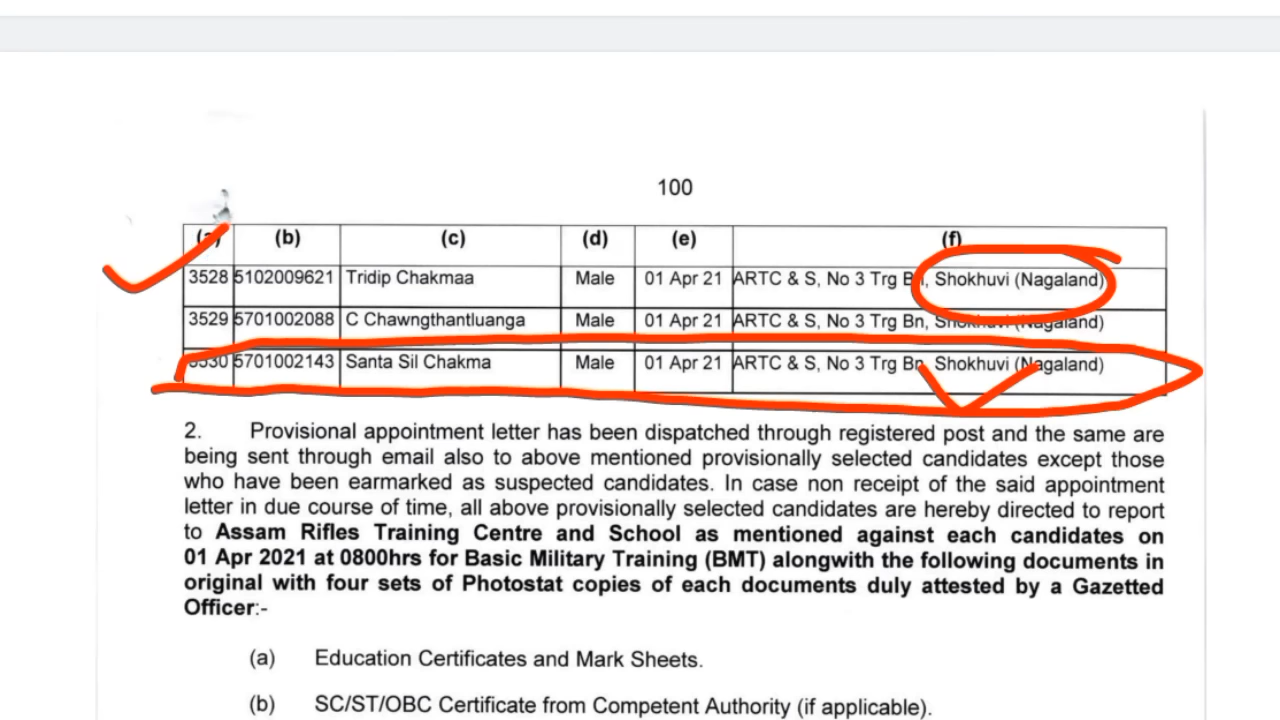 100
(a) (b) (c) (d) (e) (f)
3528 5102009621 Tridip Chakmaa Male 01 Apr 21 ARTC & S, No 3 Trg Bn, Shokhuvi (Nagaland)
3529 5701002088 C Chawngthantluanga Male 01 Apr 21 ARTC & S, No 3 Trg Bn, Shokhuvi (Nagaland)
3530 5701002143 Santa Sil Chakma Male 01 Apr 21 ARTC & S, No 3 Trg Bn, Shokhuvi (Nagaland)
2. Provisional appointment letter has been dispatched through registered post and the same are
being sent through email also to above mentioned provisionally selected candidates except those
who have been earmarked as suspected candidates. In case non receipt of the said appointment
letter in due course of time, all above provisionally selected candidates are hereby directed to report
to Assam Rifles Training Centre and School as mentioned against each candidates on
01 Apr 2021 at 0800hrs for Basic Military Training (BMT) alongwith the following documents in
original with four sets of Photostat copies of each documents duly attested by a Gazetted
Officer:-
(a) Education Certificates and Mark Sheets.
(b) SC/ST/OBC Certificate from Competent Authority (if applicable).